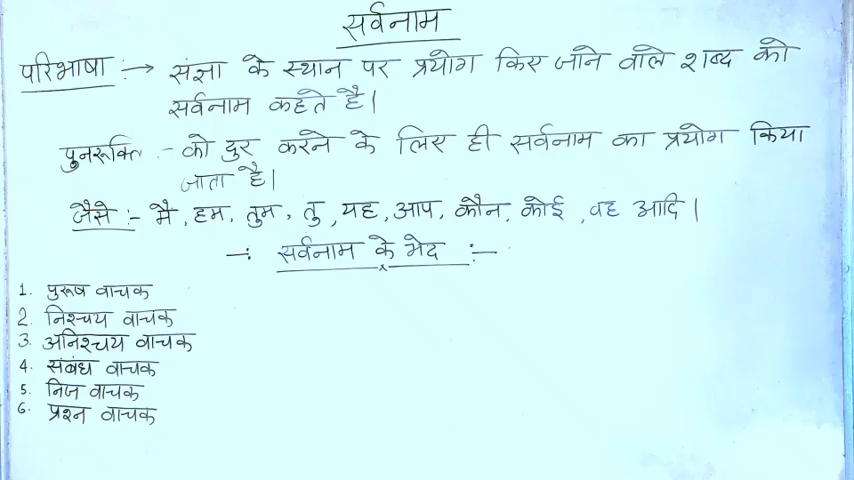 सर्वनाम
परिभाषा :→ संज्ञा के स्थान पर प्रयोग किए जाने वाले शब्द को
सर्वनाम कहते है।
पुनरूक्ति :- को दुर करने के लिए ही सर्वनाम का प्रयोग किया
जाता है।
जैसे :- मै, हम, तुम, तु, यह, आप, कौन, कोई, वह आदि।
-: सर्वनाम के भेद :-
1. पुरूष वाचक
2. निश्चय वाचक
3. अनिश्चय वाचक
4. संबंध वाचक
5. निज वाचक
6. प्रश्न वाचक